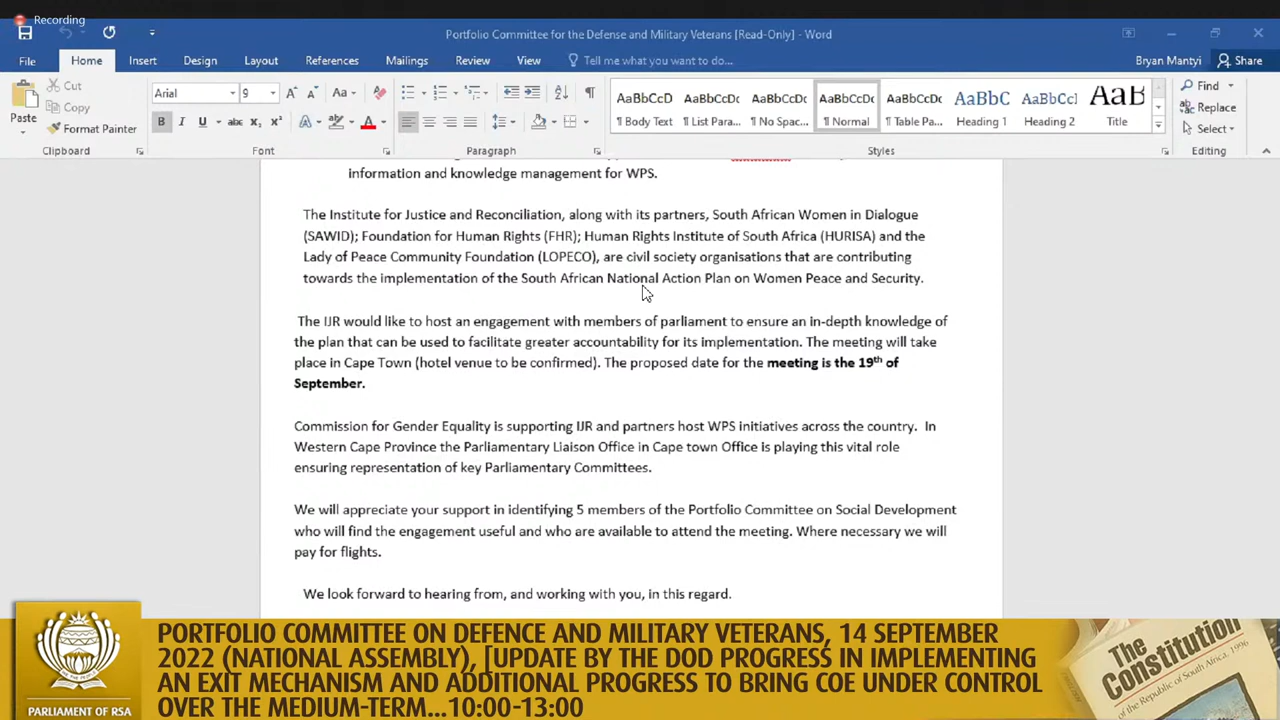 Recording
Portfolio Committee for the Defense and Military Veterans [Read-Only] - Word
File Home Insert Design Layout References Mailings Review View Tell me what you want to do... Bryan Mantyi Share
Cut
Copy
Format Painter
Paste
Clipboard
Arial 9
Font
Paragraph
AaBbCcD AaBbCcDc AaBbCcDc AaBbCcDc AaBbCcDc AaBbC AaBbCcI AaB
¶ Body Text ¶ List Para... ¶ No Spac... ¶ Normal ¶ Table Pa... Heading 1 Heading 2 Title
Styles
Find
Replace
Select
Editing
information and knowledge management for WPS.
The Institute for Justice and Reconciliation, along with its partners, South African Women in Dialogue
(SAWID); Foundation for Human Rights (FHR); Human Rights Institute of South Africa (HURISA) and the
Lady of Peace Community Foundation (LOPECO), are civil society organisations that are contributing
towards the implementation of the South African National Action Plan on Women Peace and Security.
The IJR would like to host an engagement with members of parliament to ensure an in-depth knowledge of
the plan that can be used to facilitate greater accountability for its implementation. The meeting will take
place in Cape Town (hotel venue to be confirmed). The proposed date for the meeting is the 19th of
September.
Commission for Gender Equality is supporting IJR and partners host WPS initiatives across the country. In
Western Cape Province the Parliamentary Liaison Office in Cape town Office is playing this vital role
ensuring representation of key Parliamentary Committees.
We will appreciate your support in identifying 5 members of the Portfolio Committee on Social Development
who will find the engagement useful and who are available to attend the meeting. Where necessary we will
pay for flights.
We look forward to hearing from, and working with you, in this regard.
PORTFOLIO COMMITTEE ON DEFENCE AND MILITARY VETERANS, 14 SEPTEMBER
2022 (NATIONAL ASSEMBLY), [UPDATE BY THE DOD PROGRESS IN IMPLEMENTING
AN EXIT MECHANISM AND ADDITIONAL PROGRESS TO BRING COE UNDER CONTROL
OVER THE MEDIUM-TERM...10:00-13:00
PARLIAMENT OF RSA
The
Constitution
of the Republic of South Africa, 1996